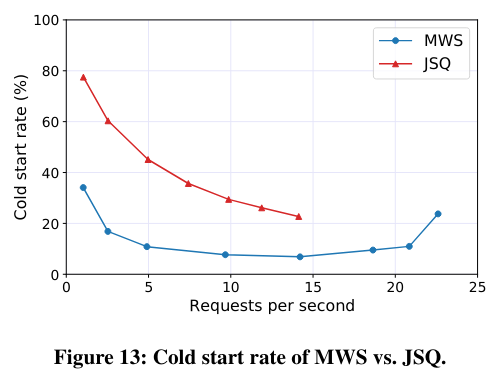 100
80
60
40
20
0
Cold start rate (%)
MWS
JSQ
0 5 10 15 20 25
Requests per second
Figure 13: Cold start rate of MWS vs. JSQ.